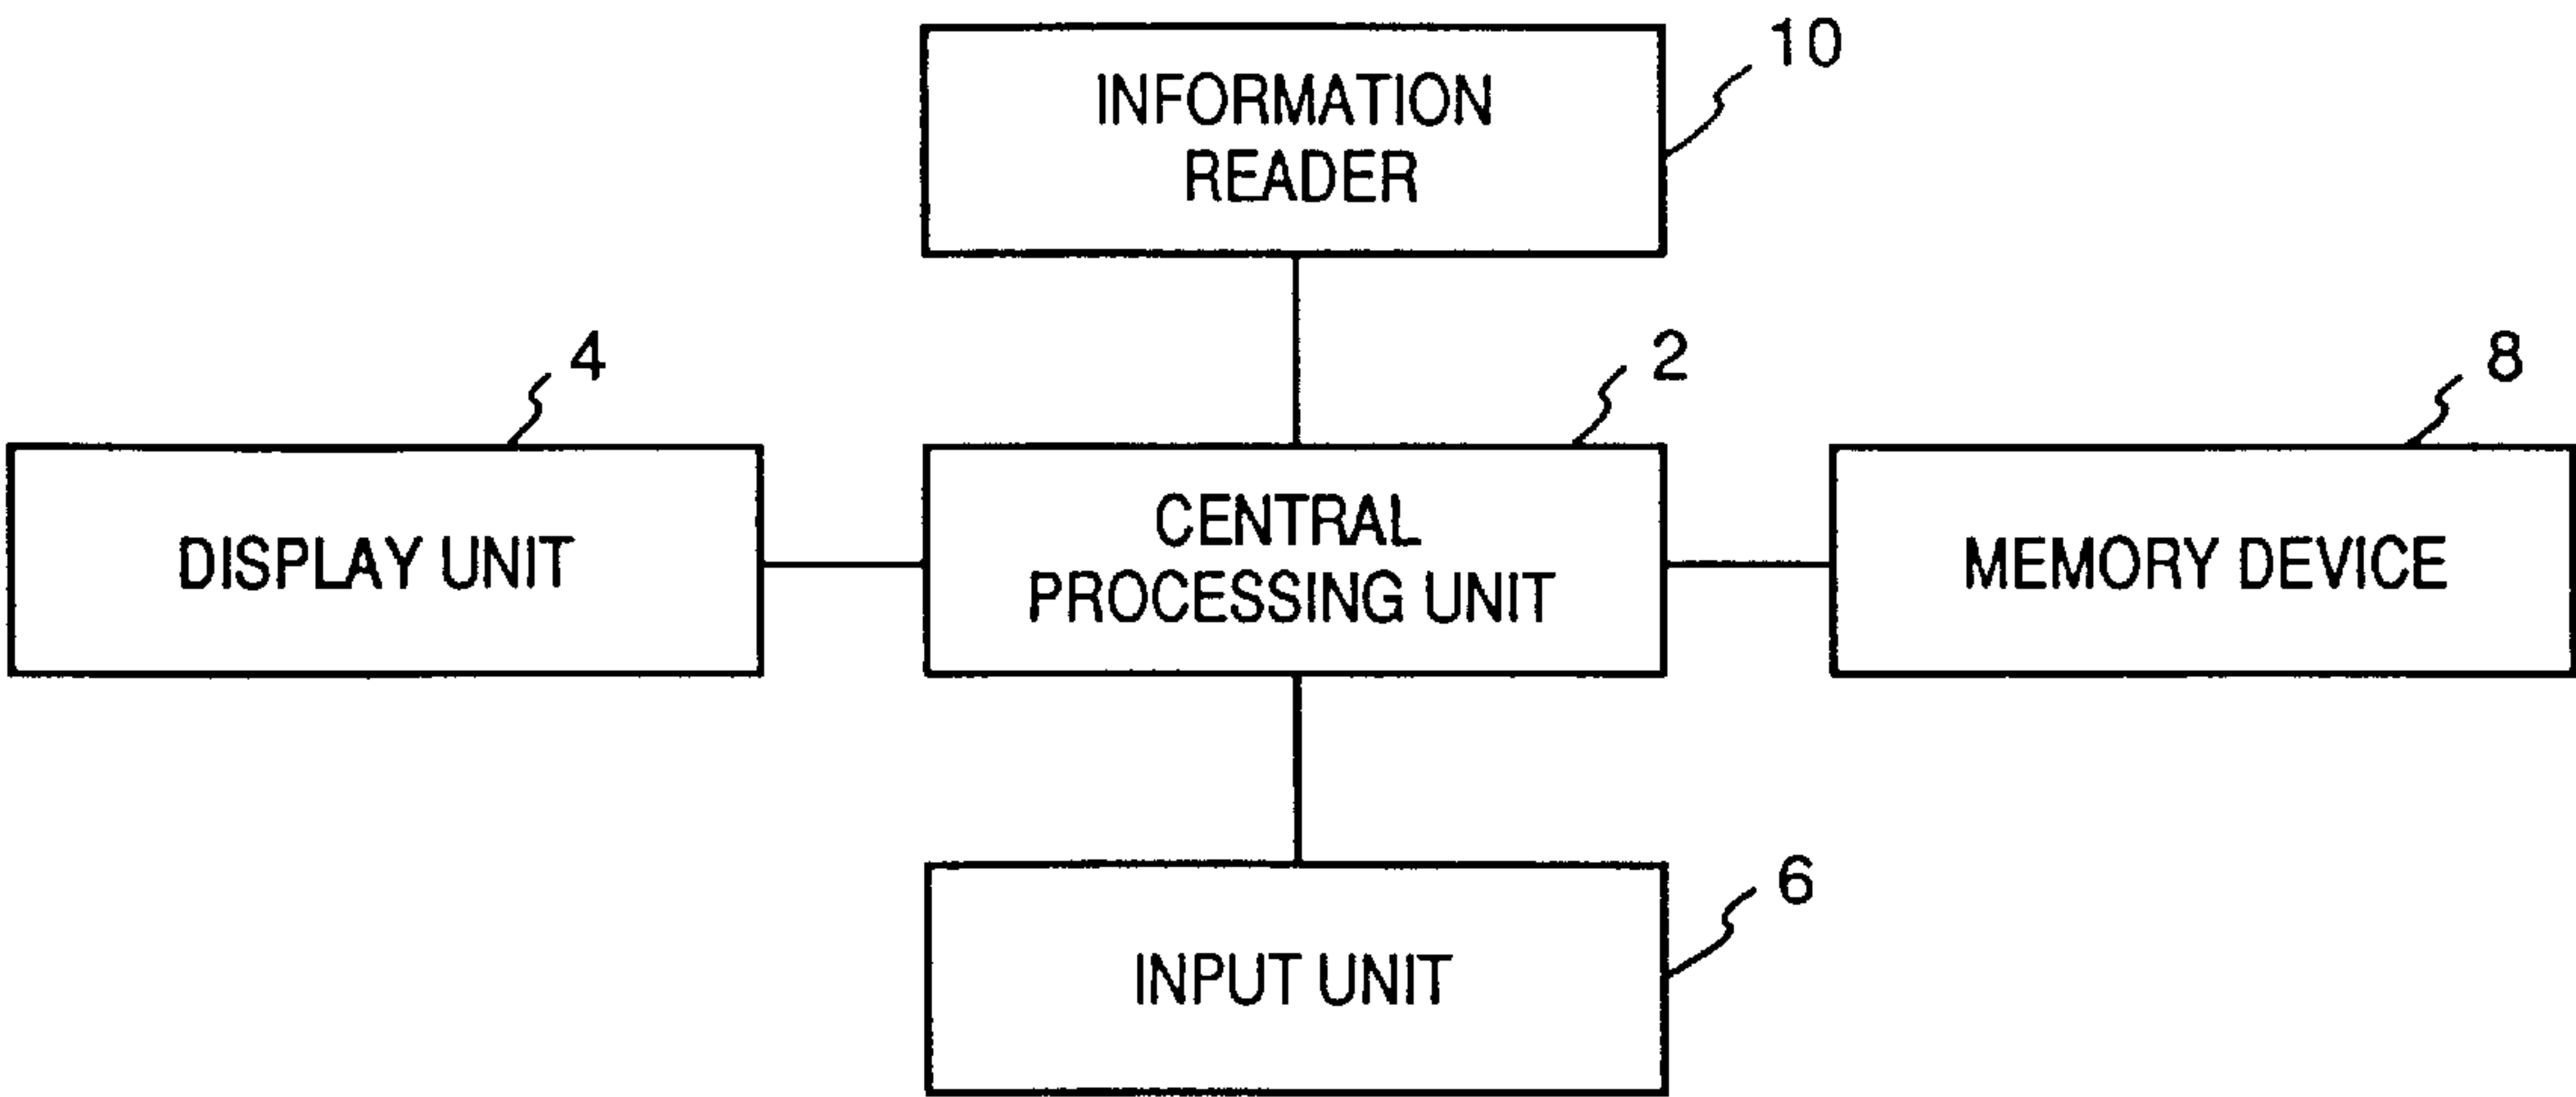 10
INFORMATION
READER
4
2
8
DISPLAY UNIT
CENTRAL
PROCESSING UNIT
MEMORY DEVICE
6
INPUT UNIT